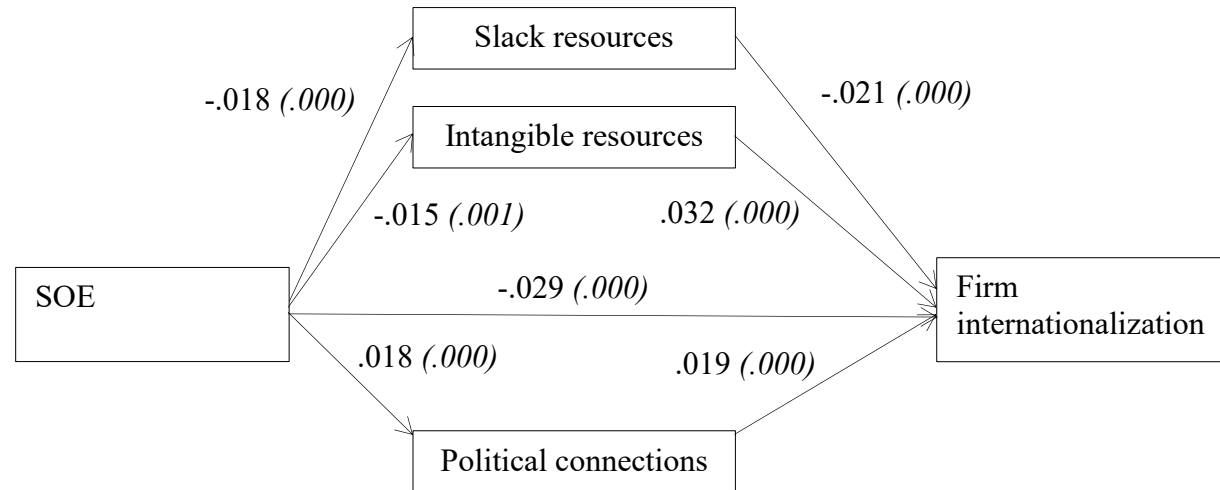 Slack resources
-.018 (.000)
-.021 (.000)
Intangible resources
-.015 (.001)
.032 (.000)
SOE
-.029 (.000)
Firm
internationalization
.018 (.000)
.019 (.000)
Political connections